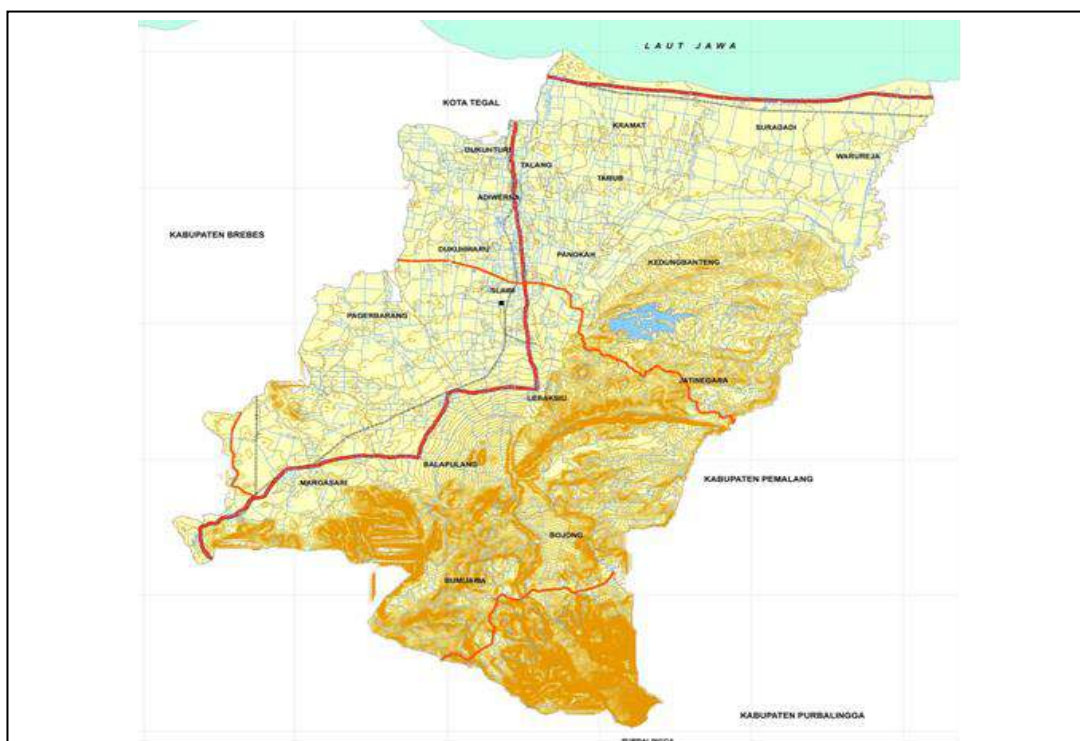 LAUT JAWA
KOTA TEGAL
KRAMAT
SURAGADI
DUKUHTURI
TALANG
WARUREJA
TARUB
ADIWERNA
KABUPATEN BREBES
DUKUHWARU
PANGKAH
KEDUNGBANTENG
SLAWI
PAGERBARANG
JATINEGARA
LEBAKSIU
BALAPULANG
MARGASARI
KABUPATEN PEMALANG
BOJONG
BUMIJAWA
KABUPATEN PURBALINGGA